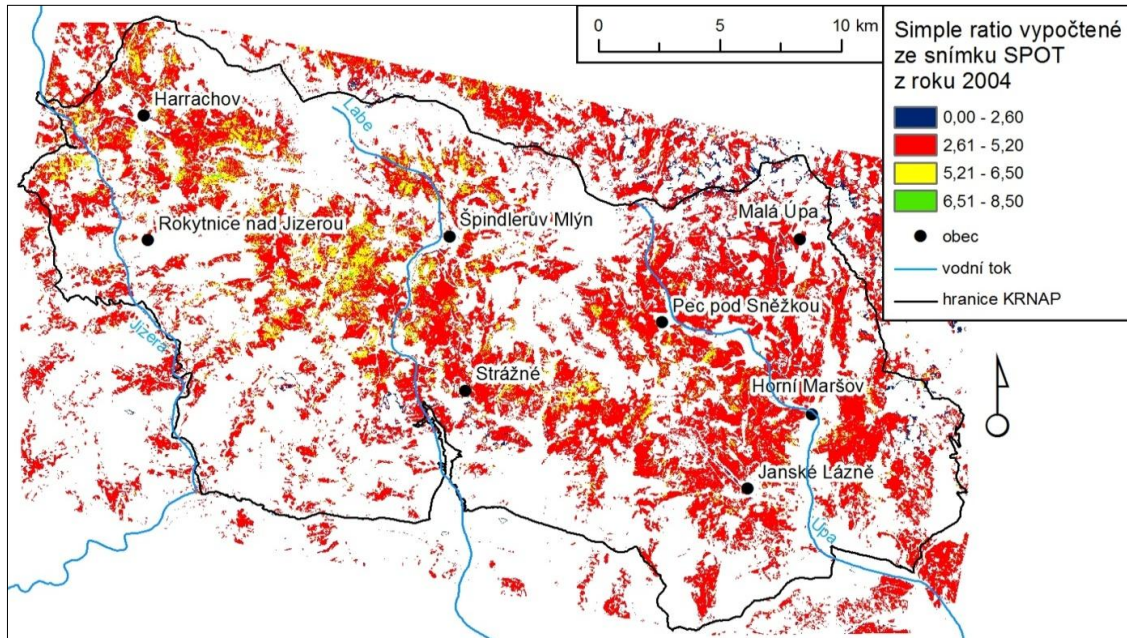 0
5
10 km
Simple ratio vypočtené
ze snímku SPOT
z roku 2004
0,00 - 2,60
2,61 - 5,20
5,21 - 6,50
6,51 - 8,50
obec
vodní tok
hranice KRNAP
Harrachov
Labe
Rokytnice nad Jizerou
Špindlerův Mlýn
Malá Úpa
Pec pod Sněžkou
Jizera
Strážné
Horní Maršov
Janské Lázně
Úpa